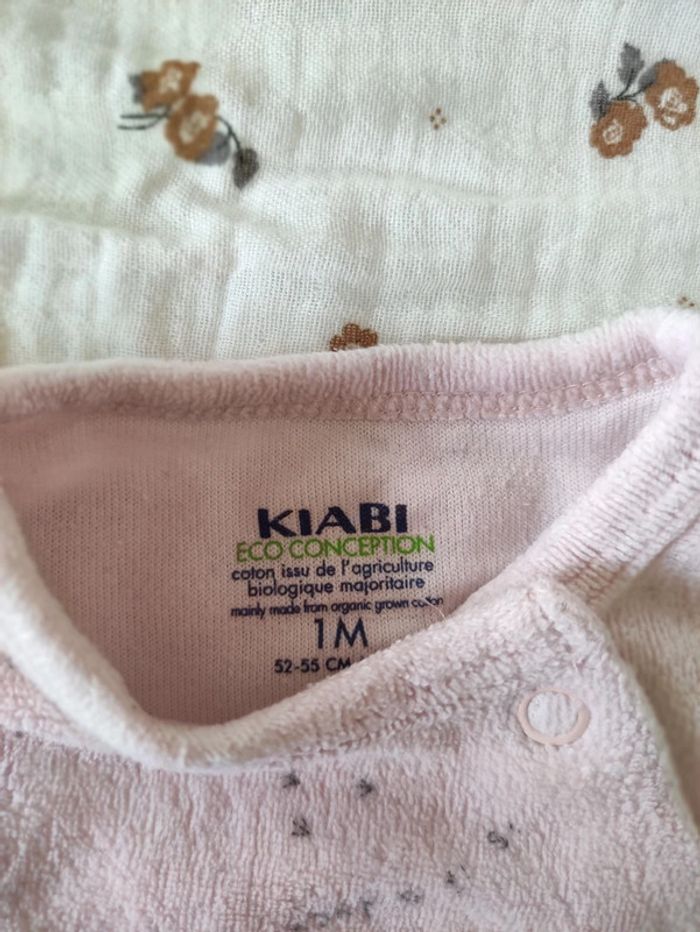 KIABI
ECO CONCEPTION
coton issu de l'agriculture
biologique majoritaire
mainly made from organic grown cotton
1M
52-55 CM